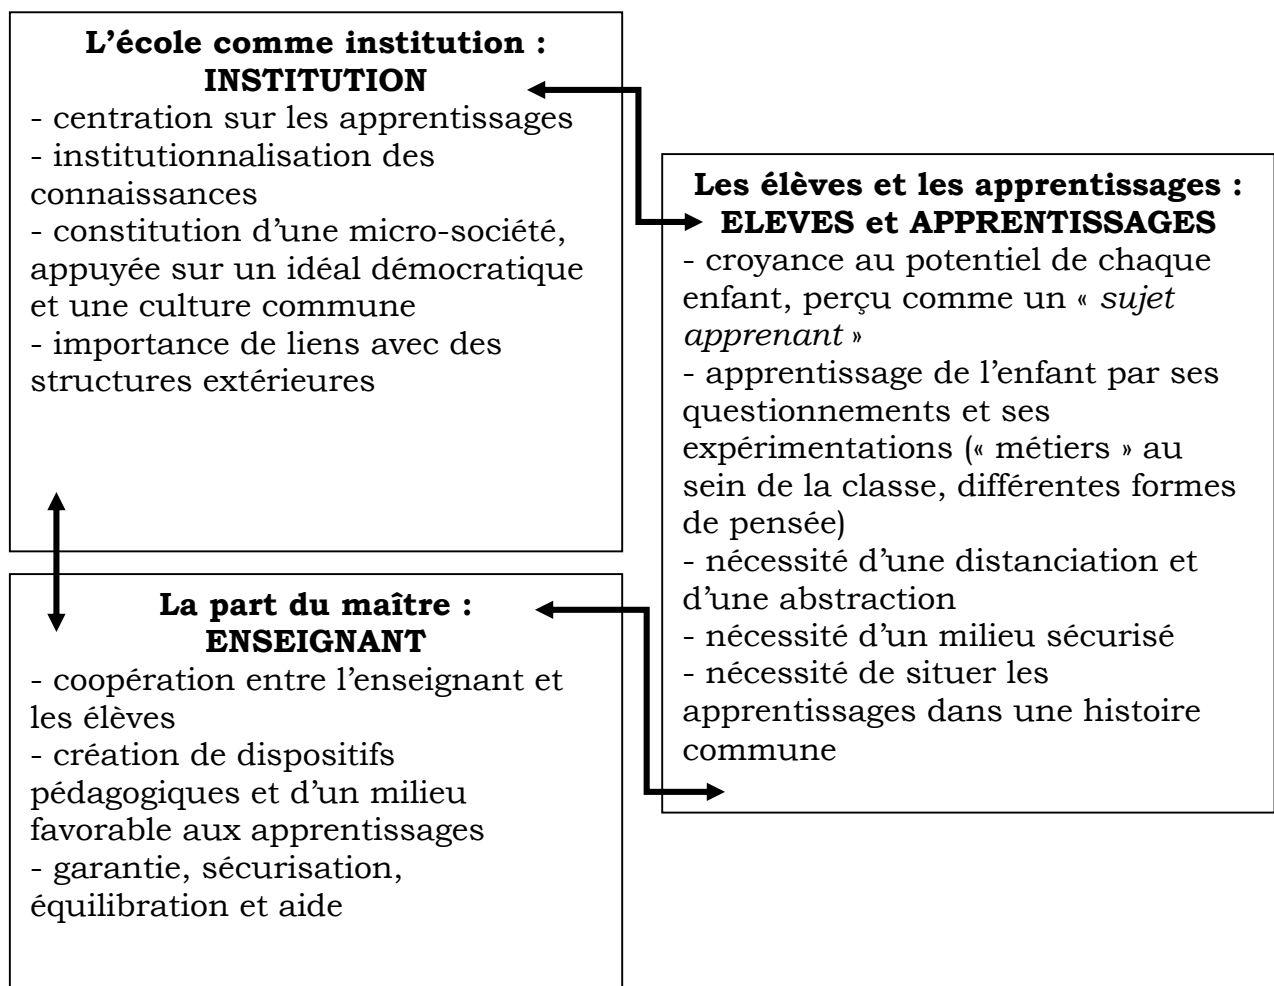 L’école comme institution :
INSTITUTION
- centration sur les apprentissages
- institutionnalisation des
connaissances
- constitution d’une micro-société,
appuyée sur un idéal démocratique
et une culture commune
- importance de liens avec des
structures extérieures
La part du maître :
ENSEIGNANT
- coopération entre l’enseignant et
les élèves
- création de dispositifs
pédagogiques et d’un milieu
favorable aux apprentissages
- garantie, sécurisation,
équilibration et aide
Les élèves et les apprentissages :
ELEVES et APPRENTISSAGES
- croyance au potentiel de chaque
enfant, perçu comme un « sujet
apprenant »
- apprentissage de l’enfant par ses
questionnements et ses
expérimentations (« métiers » au
sein de la classe, différentes formes
de pensée)
- nécessité d’une distanciation et
d’une abstraction
- nécessité d’un milieu sécurisé
- nécessité de situer les
apprentissages dans une histoire
commune